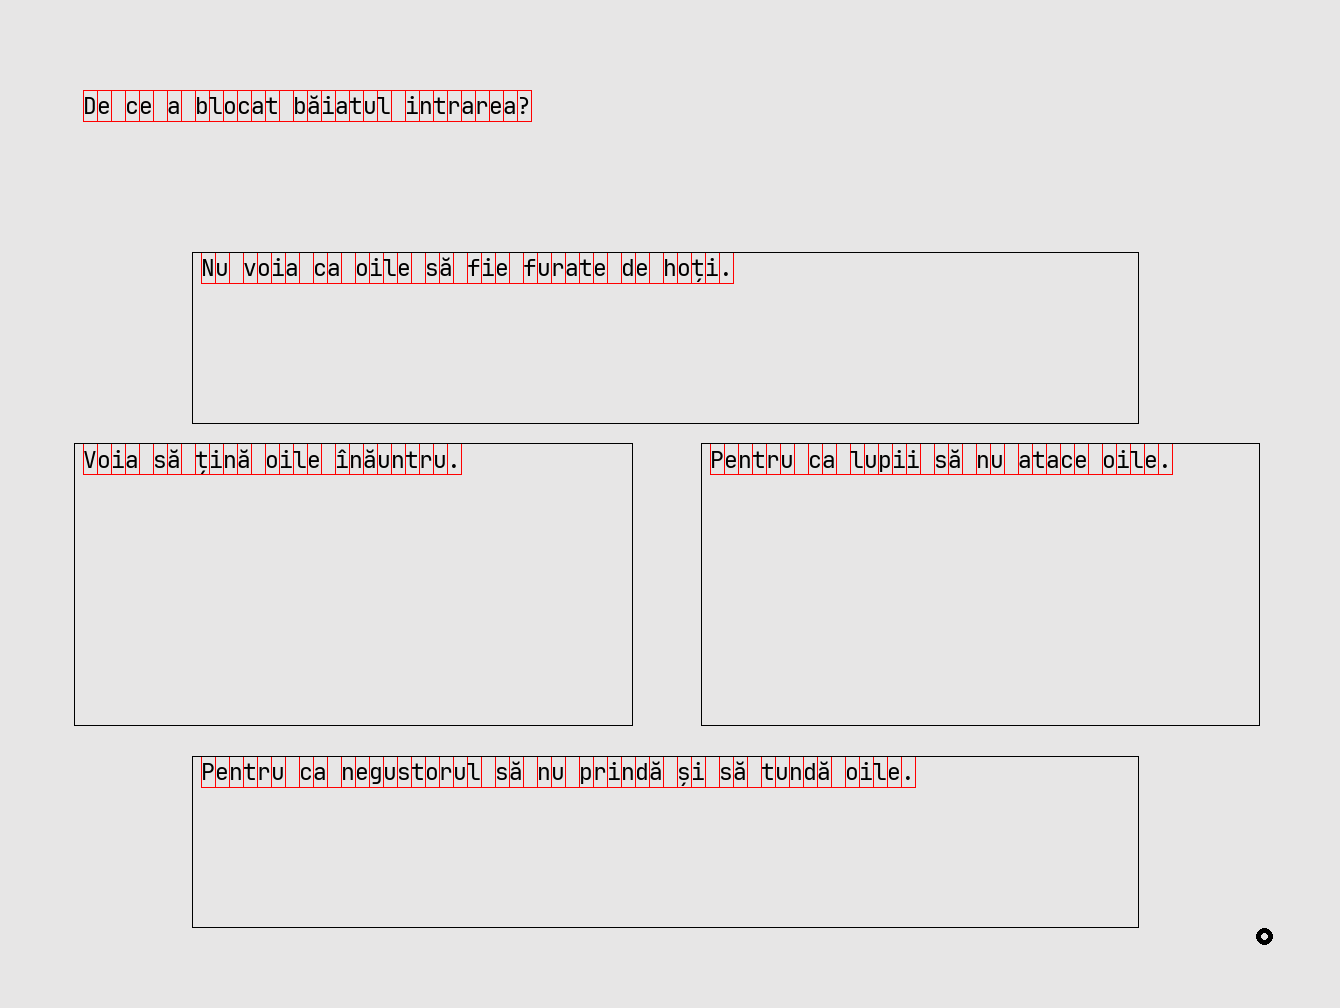 De ce a blocat băiatul intrarea?
Nu voia ca oile să fie furate de hoți.
Voia să țină oile înăuntru.
Pentru ca lupii să nu atace oile.
Pentru ca negustorul să nu prindă și să tundă oile.